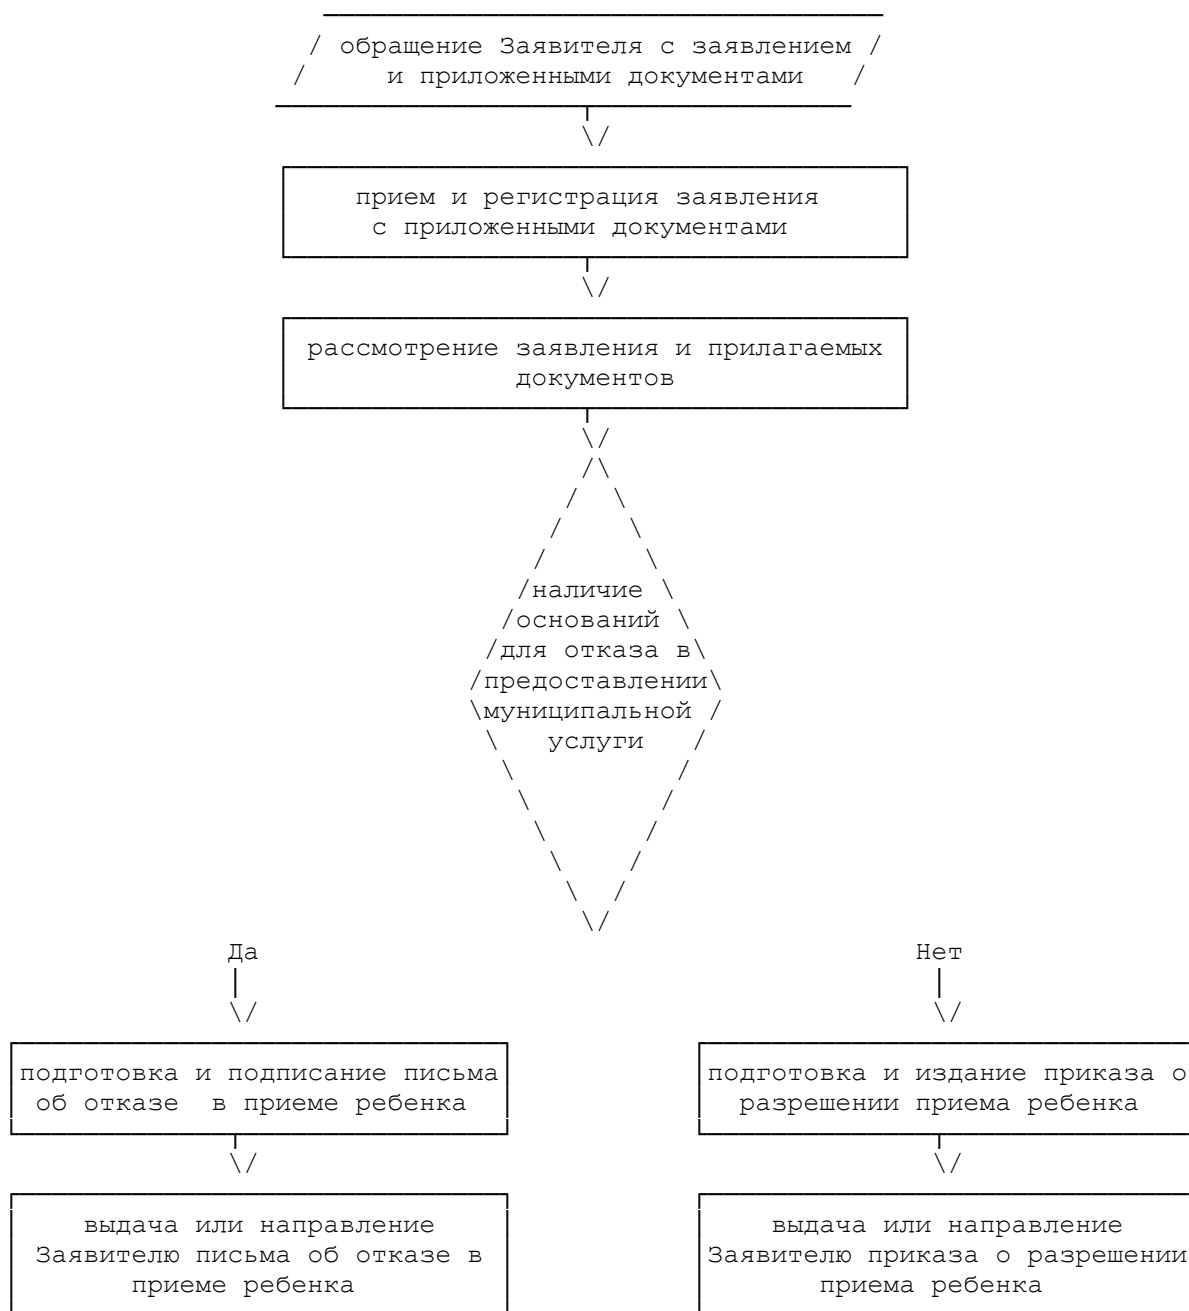 обращение Заявителя с заявлением
и приложенными документами
прием и регистрация заявления
с приложенными документами
рассмотрение заявления и прилагаемых
документов
наличие
оснований
для отказа в
предоставлении
муниципальной
услуги
Да
Нет
подготовка и подписание письма
об отказе в приеме ребенка
подготовка и издание приказа о
разрешении приема ребенка
выдача или направление
Заявителю письма об отказе в
приеме ребенка
выдача или направление
Заявителю приказа о разрешении
приема ребенка